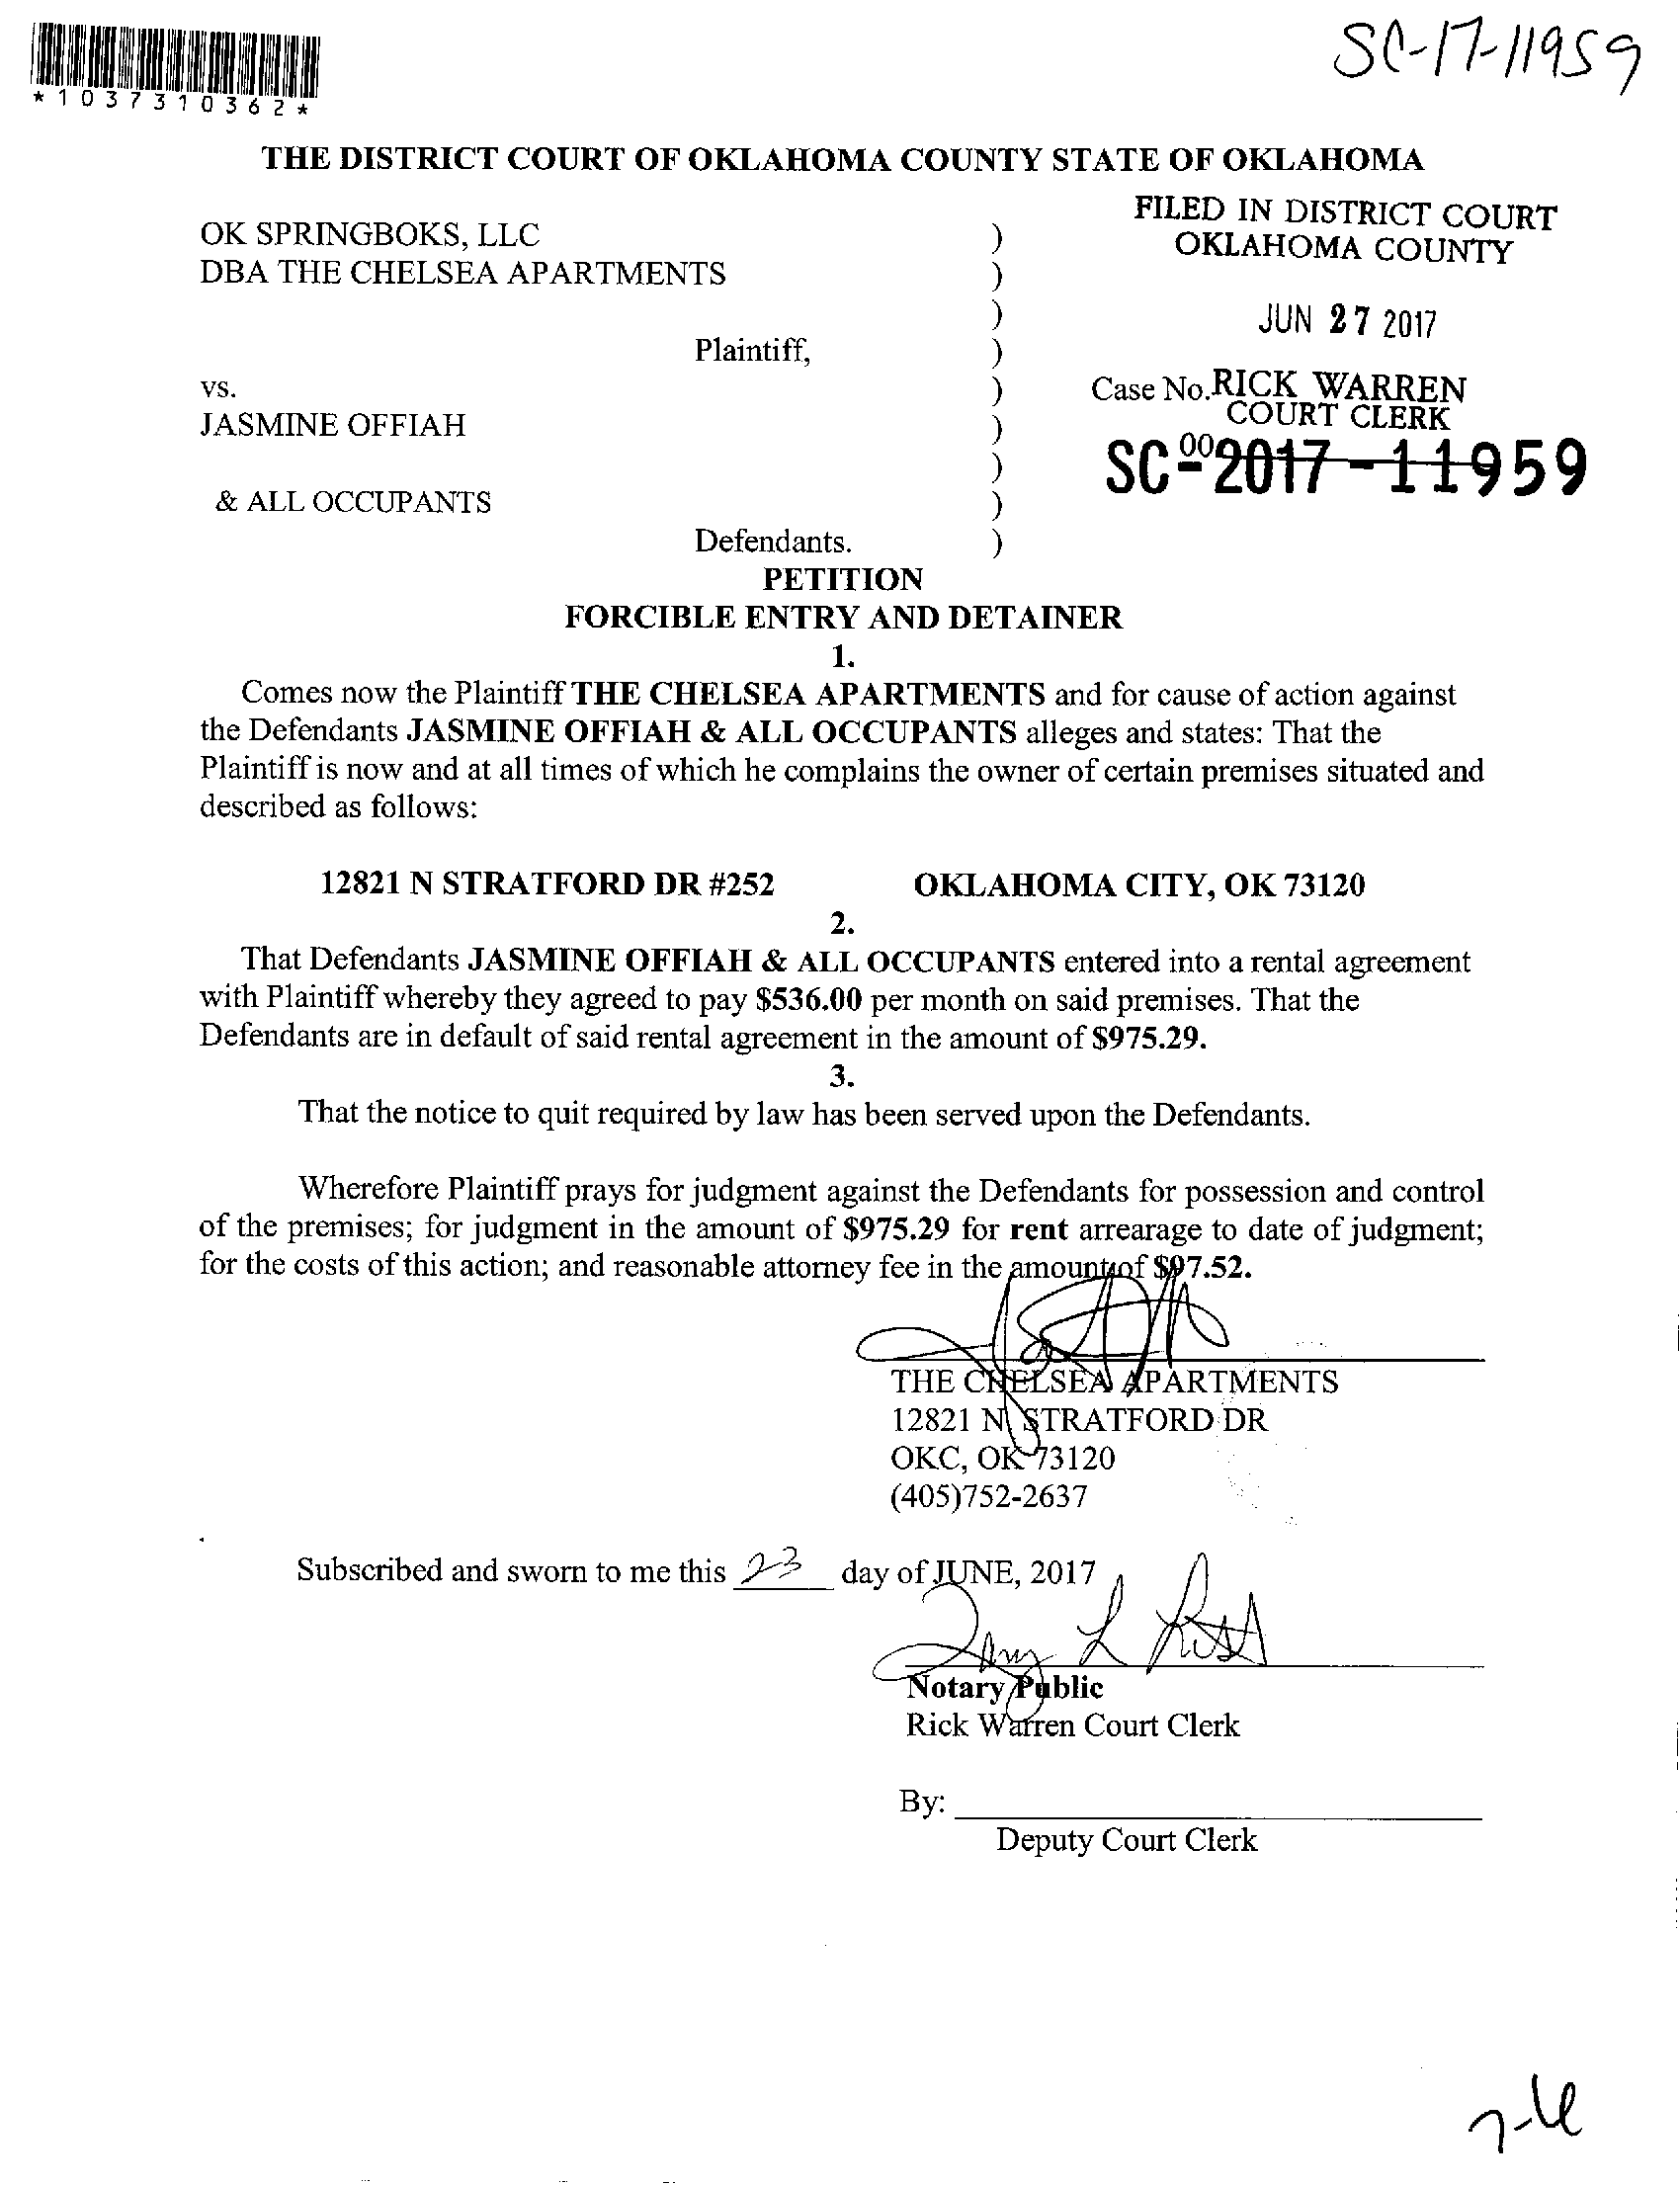 SC-17-11959
*1037310362*
THE DISTRICT COURT OF OKLAHOMA COUNTY STATE OF OKLAHOMA
FILED IN DISTRICT COURT
OKLAHOMA COUNTY
OK SPRINGBOKS, LLC )
DBA THE CHELSEA APARTMENTS )
)
JUN 27 2017
Plaintiff, )
vs. ) Case No. RICK WARREN
COURT CLERK
JASMINE OFFIAH )
) SC-00 2017-11959
& ALL OCCUPANTS )
Defendants. )
PETITION
FORCIBLE ENTRY AND DETAINER
1.
Comes now the Plaintiff THE CHELSEA APARTMENTS and for cause of action against
the Defendants JASMINE OFFIAH & ALL OCCUPANTS alleges and states: That the
Plaintiff is now and at all times of which he complains the owner of certain premises situated and
described as follows:
12821 N STRATFORD DR #252 OKLAHOMA CITY, OK 73120
2.
That Defendants JASMINE OFFIAH & ALL OCCUPANTS entered into a rental agreement
with Plaintiff whereby they agreed to pay $536.00 per month on said premises. That the
Defendants are in default of said rental agreement in the amount of $975.29.
3.
That the notice to quit required by law has been served upon the Defendants.
Wherefore Plaintiff prays for judgment against the Defendants for possession and control
of the premises; for judgment in the amount of $975.29 for rent arrearage to date of judgment;
for the costs of this action; and reasonable attorney fee in the amount of $97.52.
THE CHELSEA APARTMENTS
12821 N STRATFORD DR
OKC, OK 73120
(405)752-2637
Subscribed and sworn to me this 23 day of JUNE, 2017
Notary Public
Rick Warren Court Clerk
By:
Deputy Court Clerk